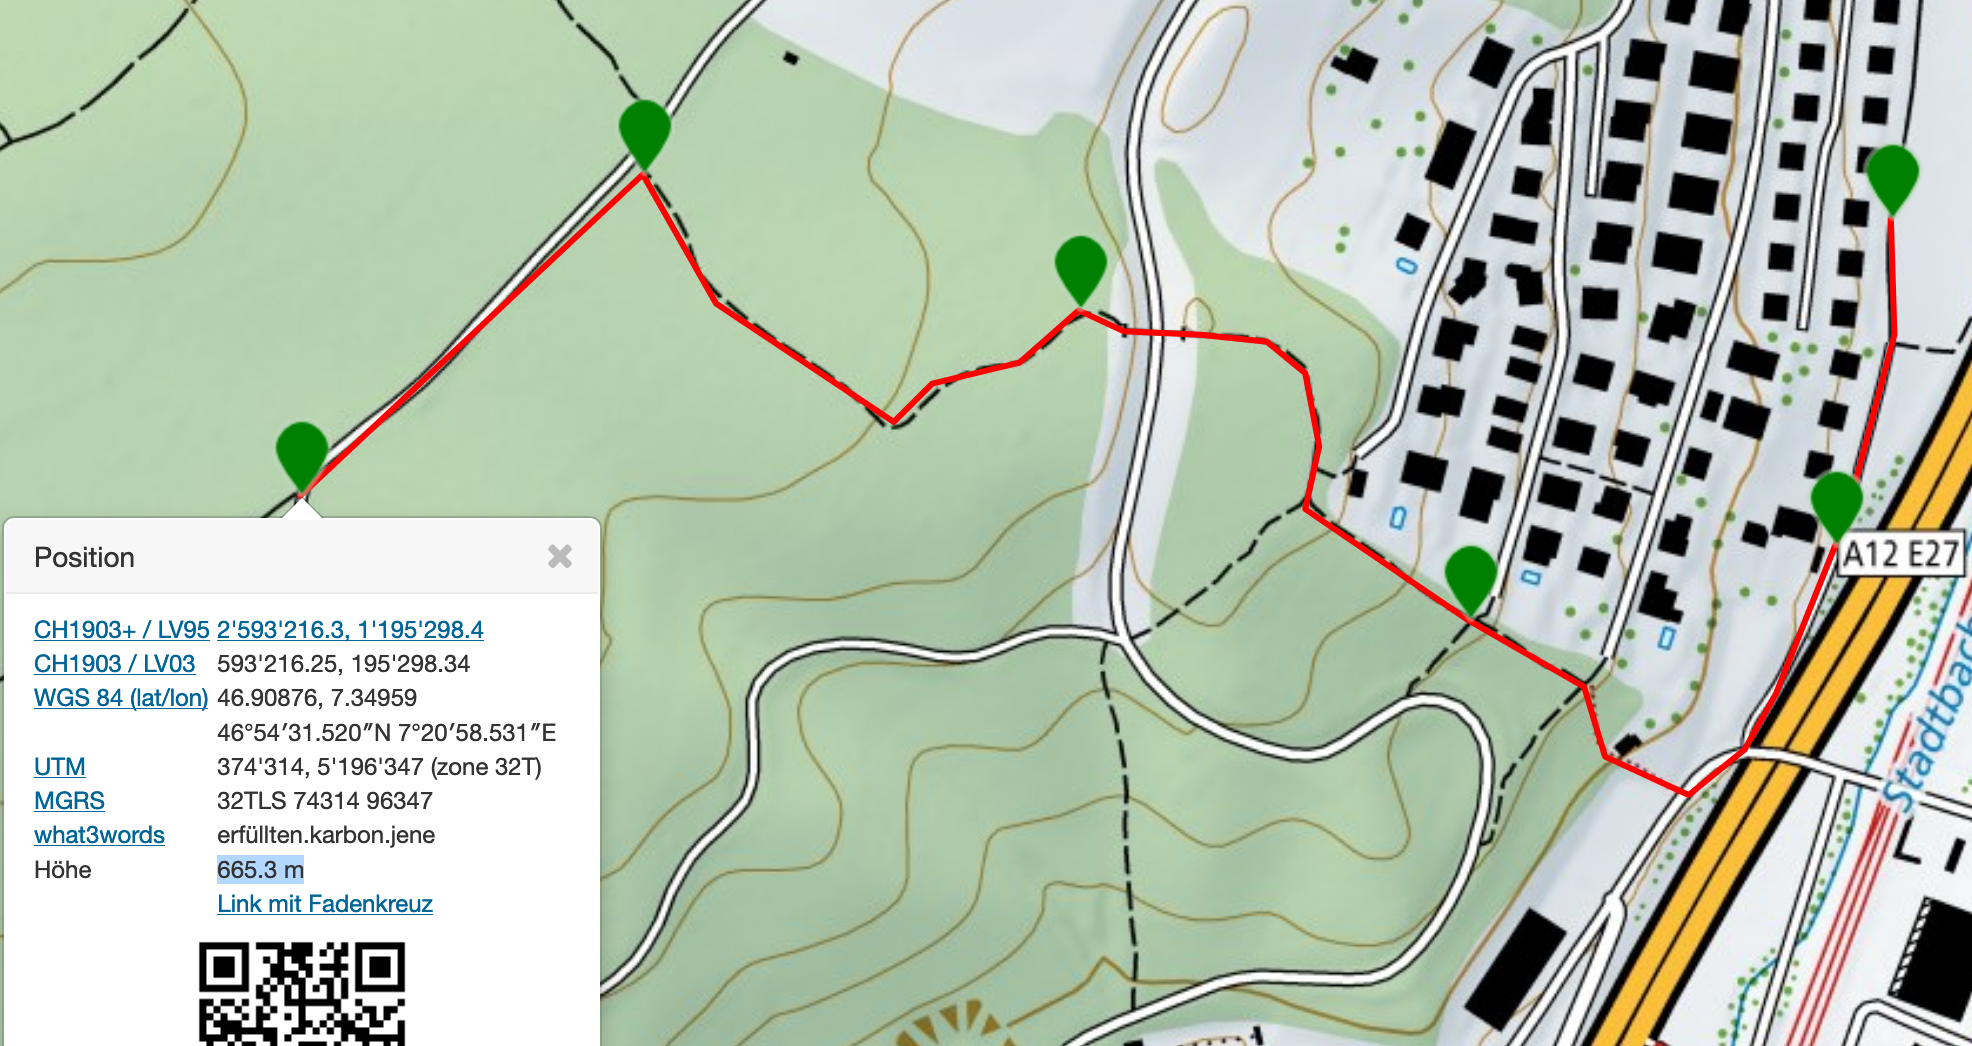 A12 E27
Stadtbach
Position
CH1903+ / LV95 2'593'216.3, 1'195'298.4
CH1903 / LV03 593'216.25, 195'298.34
WGS 84 (lat/lon) 46.90876, 7.34959
46°54′31.520″N 7°20′58.531″E
UTM 374'314, 5'196'347 (zone 32T)
MGRS 32TLS 74314 96347
what3words erfüllten.karbon.jene
Höhe 665.3 m
Link mit Fadenkreuz